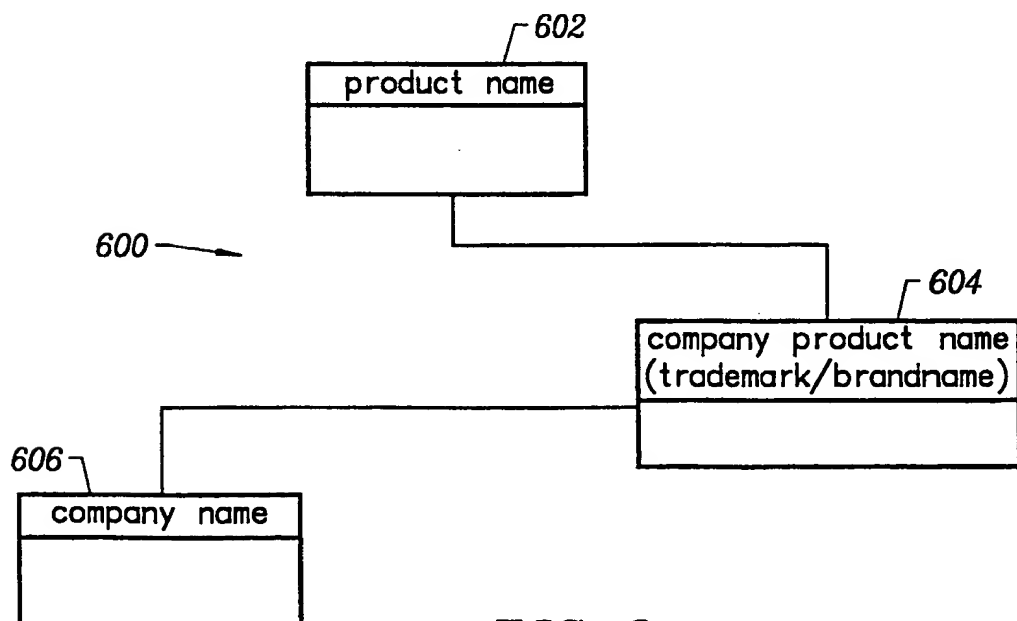 602
product name
600
604
company product name
(trademark/brandname)
606
company name